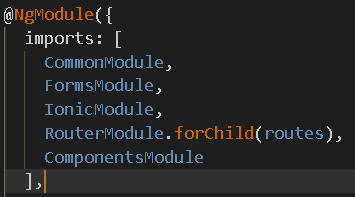 @NgModule({
imports: [
CommonModule,
FormsModule,
IonicModule,
RouterModule.forChild(routes),
ComponentsModule
],